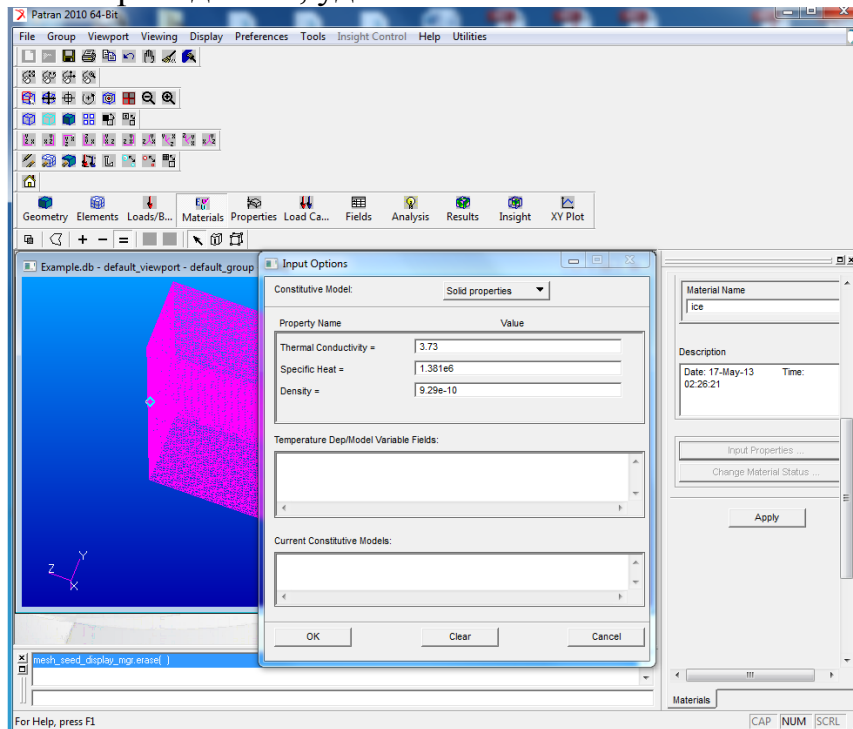 Patran 2010 64-Bit
File Group Viewport Viewing Display Preferences Tools Insight Control Help Utilities
Geometry Elements Loads/B... Materials Properties Load Ca... Fields Analysis Results Insight XY Plot
Example.db - default_viewport - default_group
Input Options
Constitutive Model: Solid properties
Property Name Value
Thermal Conductivity = 3.73
Specific Heat = 1.381e6
Density = 9.29e-10
Temperature Dep/Model Variable Fields:
Current Constitutive Models:
OK Clear Cancel
Material Name
ice
Description
Date: 17-May-13 Time:
02:26:21
Input Properties ...
Change Material Status ...
Apply
Z Y X
mesh_seed_display_mgr.erase( )
Materials
For Help, press F1
CAP NUM SCRL